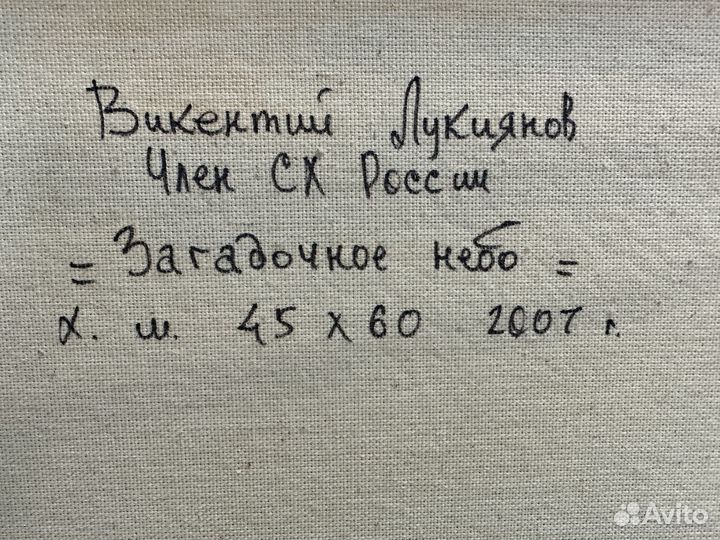 Викентий Лукиянов
Член СХ России
= Загадочное небо =
х. м. 45 х 60 2007 г.
Avito